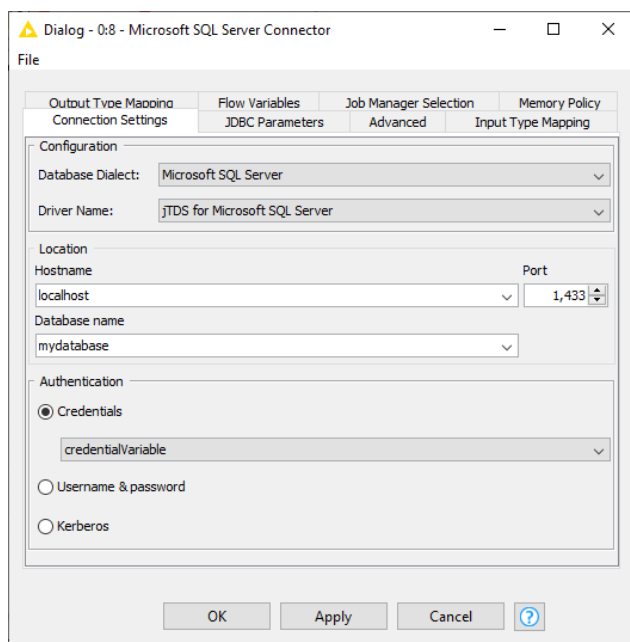 Dialog - 0:8 - Microsoft SQL Server Connector
File
Output Type Mapping Flow Variables Job Manager Selection Memory Policy
Connection Settings JDBC Parameters Advanced Input Type Mapping
Configuration
Database Dialect: Microsoft SQL Server
Driver Name: jTDS for Microsoft SQL Server
Location
Hostname Port
localhost 1,433
Database name
mydatabase
Authentication
Credentials
credentialVariable
Username & password
Kerberos
OK Apply Cancel ?